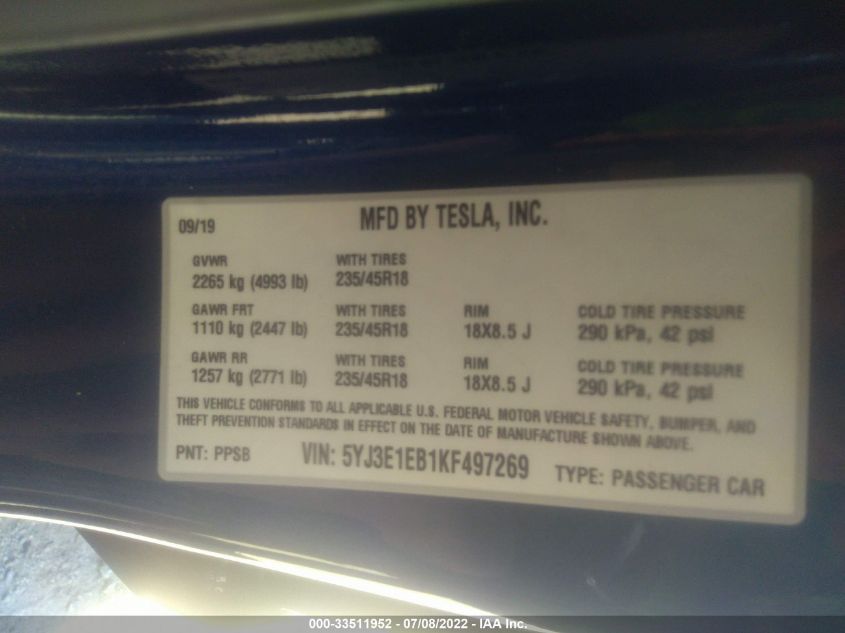 09/19 MFD BY TESLA, INC.
GVWR WITH TIRES
2265 kg (4993 lb) 235/45R18
GAWR FRT WITH TIRES RIM COLD TIRE PRESSURE
1110 kg (2447 lb) 235/45R18 18X8.5 J 290 kPa, 42 psi
GAWR RR WITH TIRES RIM COLD TIRE PRESSURE
1257 kg (2771 lb) 235/45R18 18X8.5 J 290 kPa, 42 psi
THIS VEHICLE CONFORMS TO ALL APPLICABLE U.S. FEDERAL MOTOR VEHICLE SAFETY, BUMPER, AND
THEFT PREVENTION STANDARDS IN EFFECT ON THE DATE OF MANUFACTURE SHOWN ABOVE.
PNT: PPSB VIN: 5YJ3E1EB1KF497269 TYPE: PASSENGER CAR
000-33511952 - 07/08/2022 - IAA Inc.